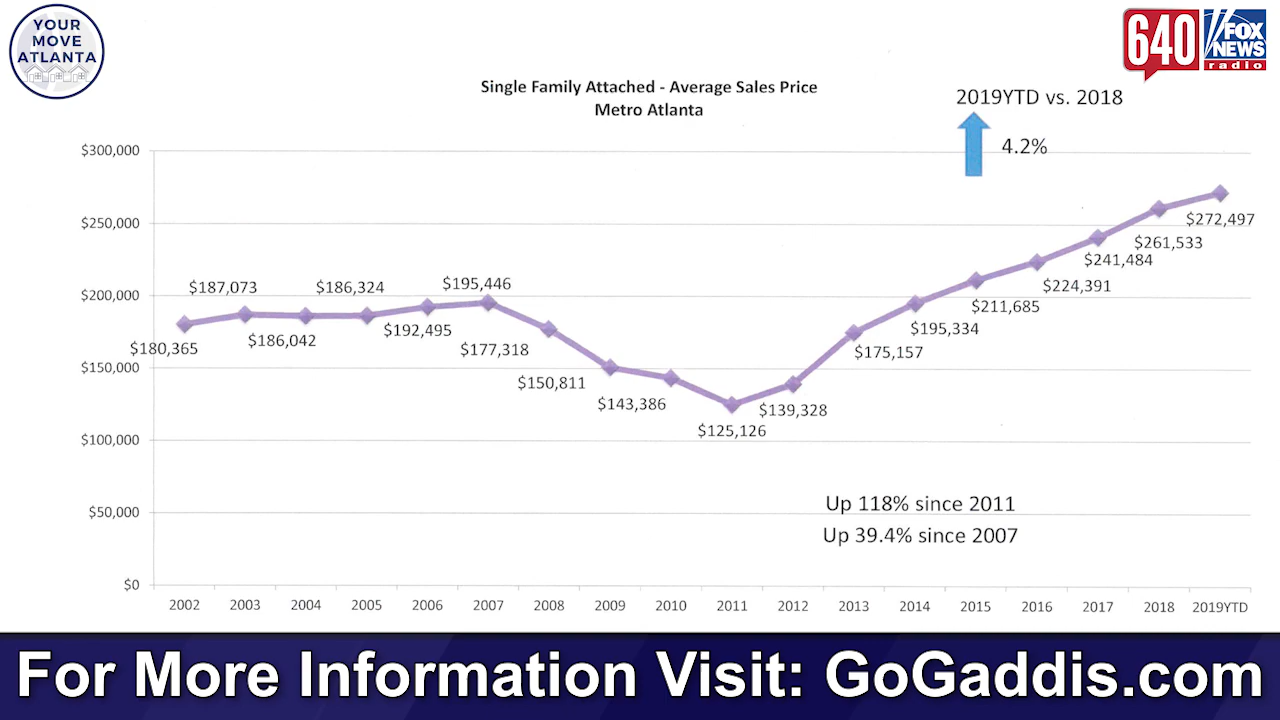 YOUR
MOVE
ATLANTA
640
FOX
NEWS
radio
Single Family Attached - Average Sales Price
Metro Atlanta
2019YTD vs. 2018
4.2%
$300,000
$250,000
$200,000
$150,000
$100,000
$50,000
$0
$180,365
$187,073
$186,042
$186,324
$192,495
$195,446
$177,318
$150,811
$143,386
$125,126
$139,328
$175,157
$195,334
$211,685
$224,391
$241,484
$261,533
$272,497
Up 118% since 2011
Up 39.4% since 2007
2002 2003 2004 2005 2006 2007 2008 2009 2010 2011 2012 2013 2014 2015 2016 2017 2018 2019YTD
For More Information Visit: GoGaddis.com